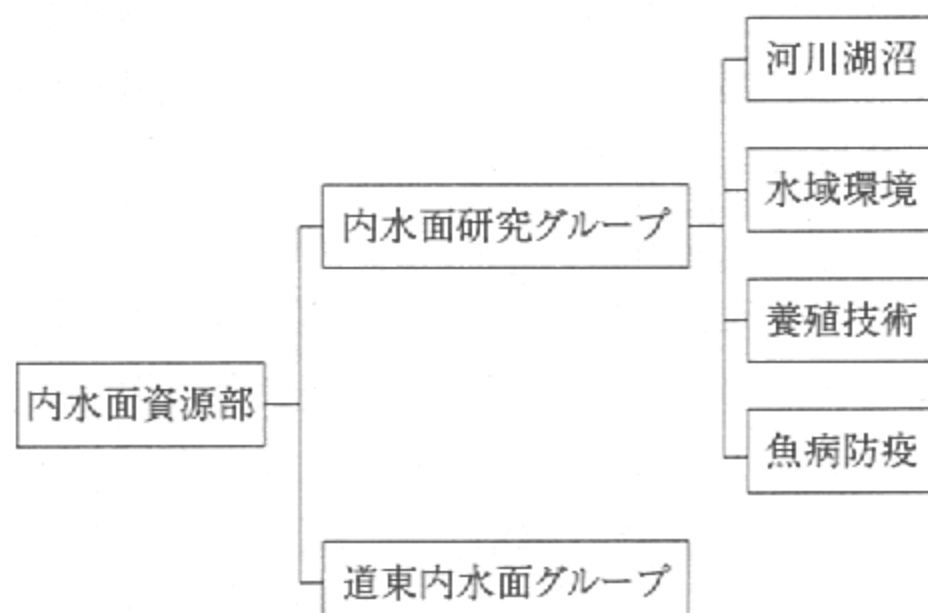 河川湖沼
水域環境
内水面研究グループ
養殖技術
内水面資源部
魚病防疫
道東内水面グループ